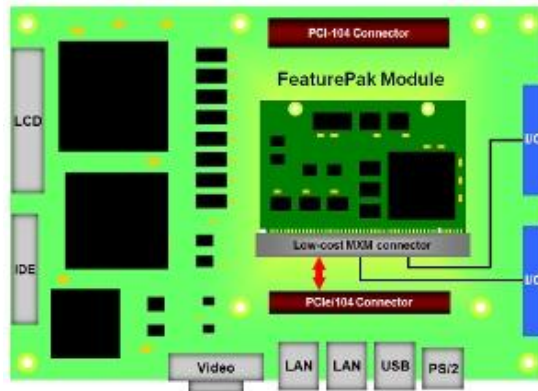 PCI-104 Connector
FeaturePak Module
LCD
I/O
Low-cost MXM connector
IDE
I/O
PCIe/104 Connector
Video
LAN
LAN
USB
PS/2